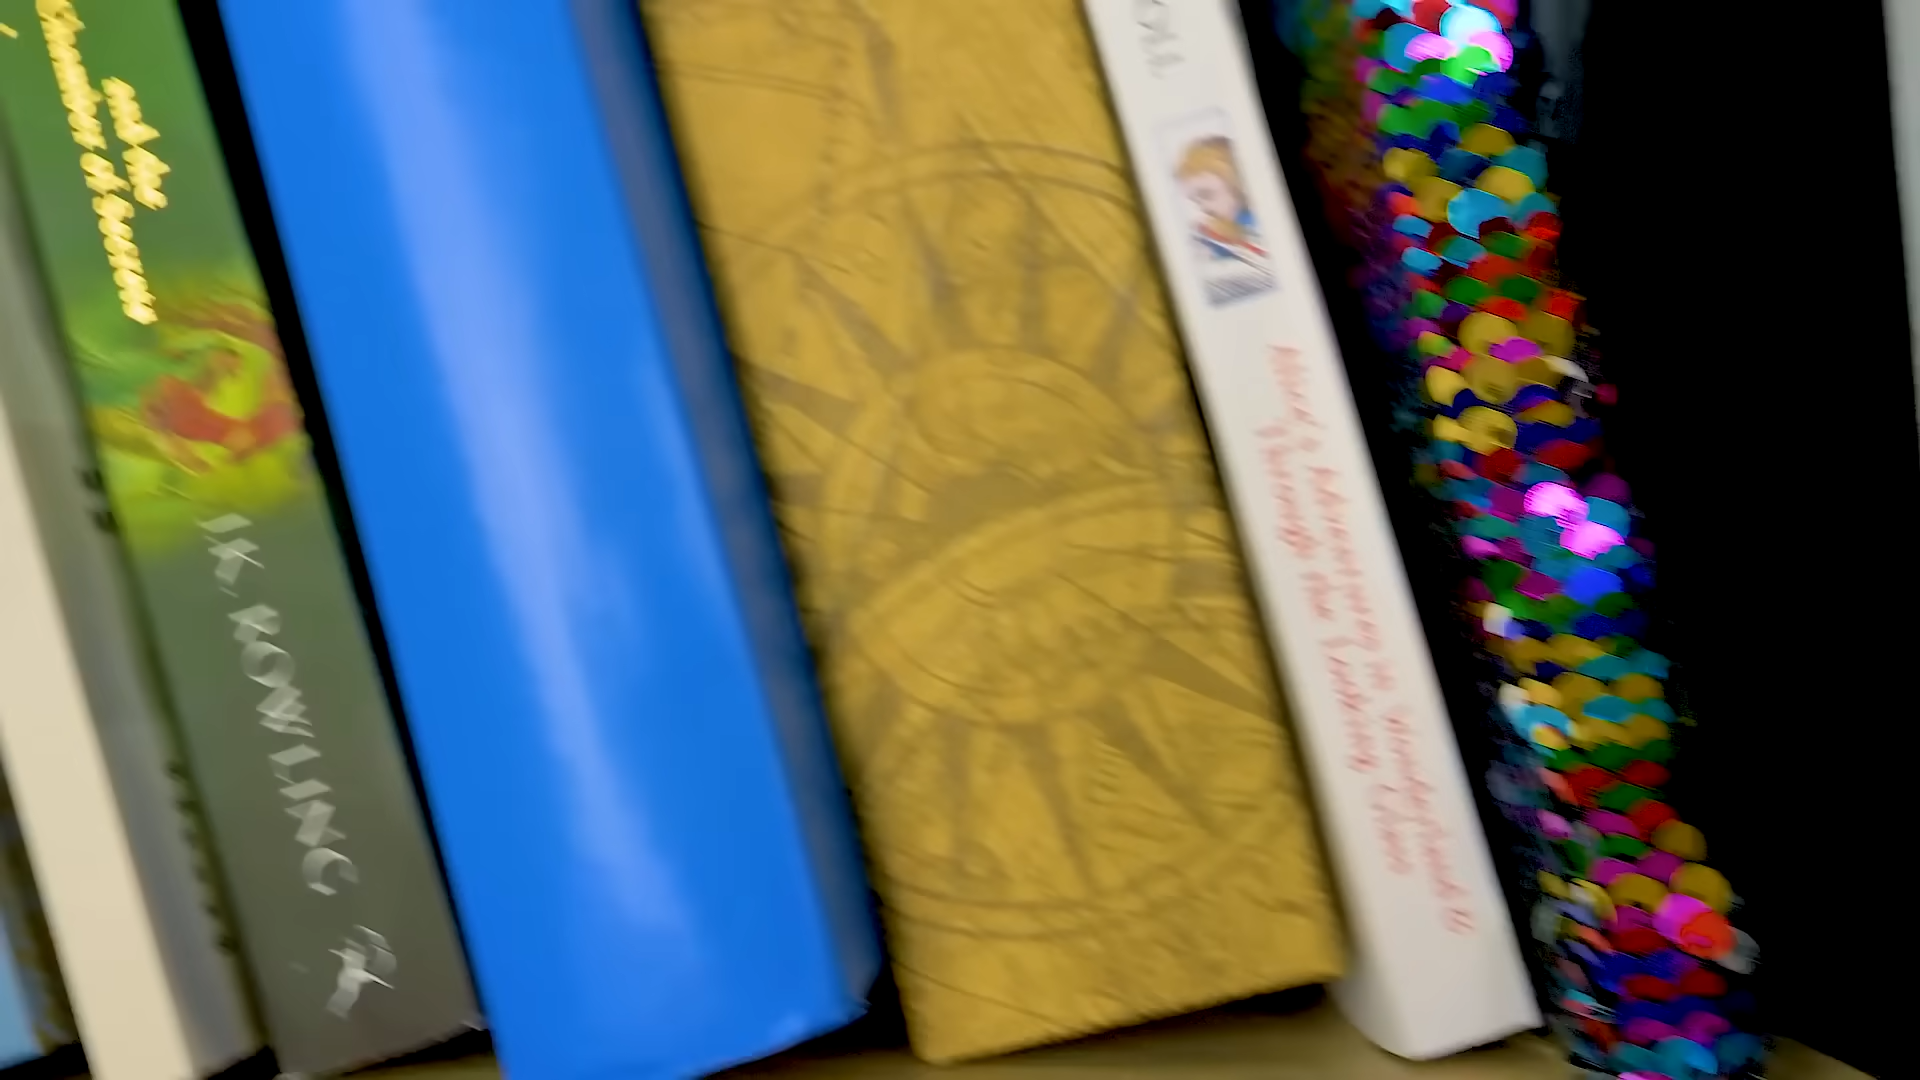 and the
Chamber of Secrets
J.K. ROWLING
Alice's Adventures in Wonderland &
Through the Looking Glass